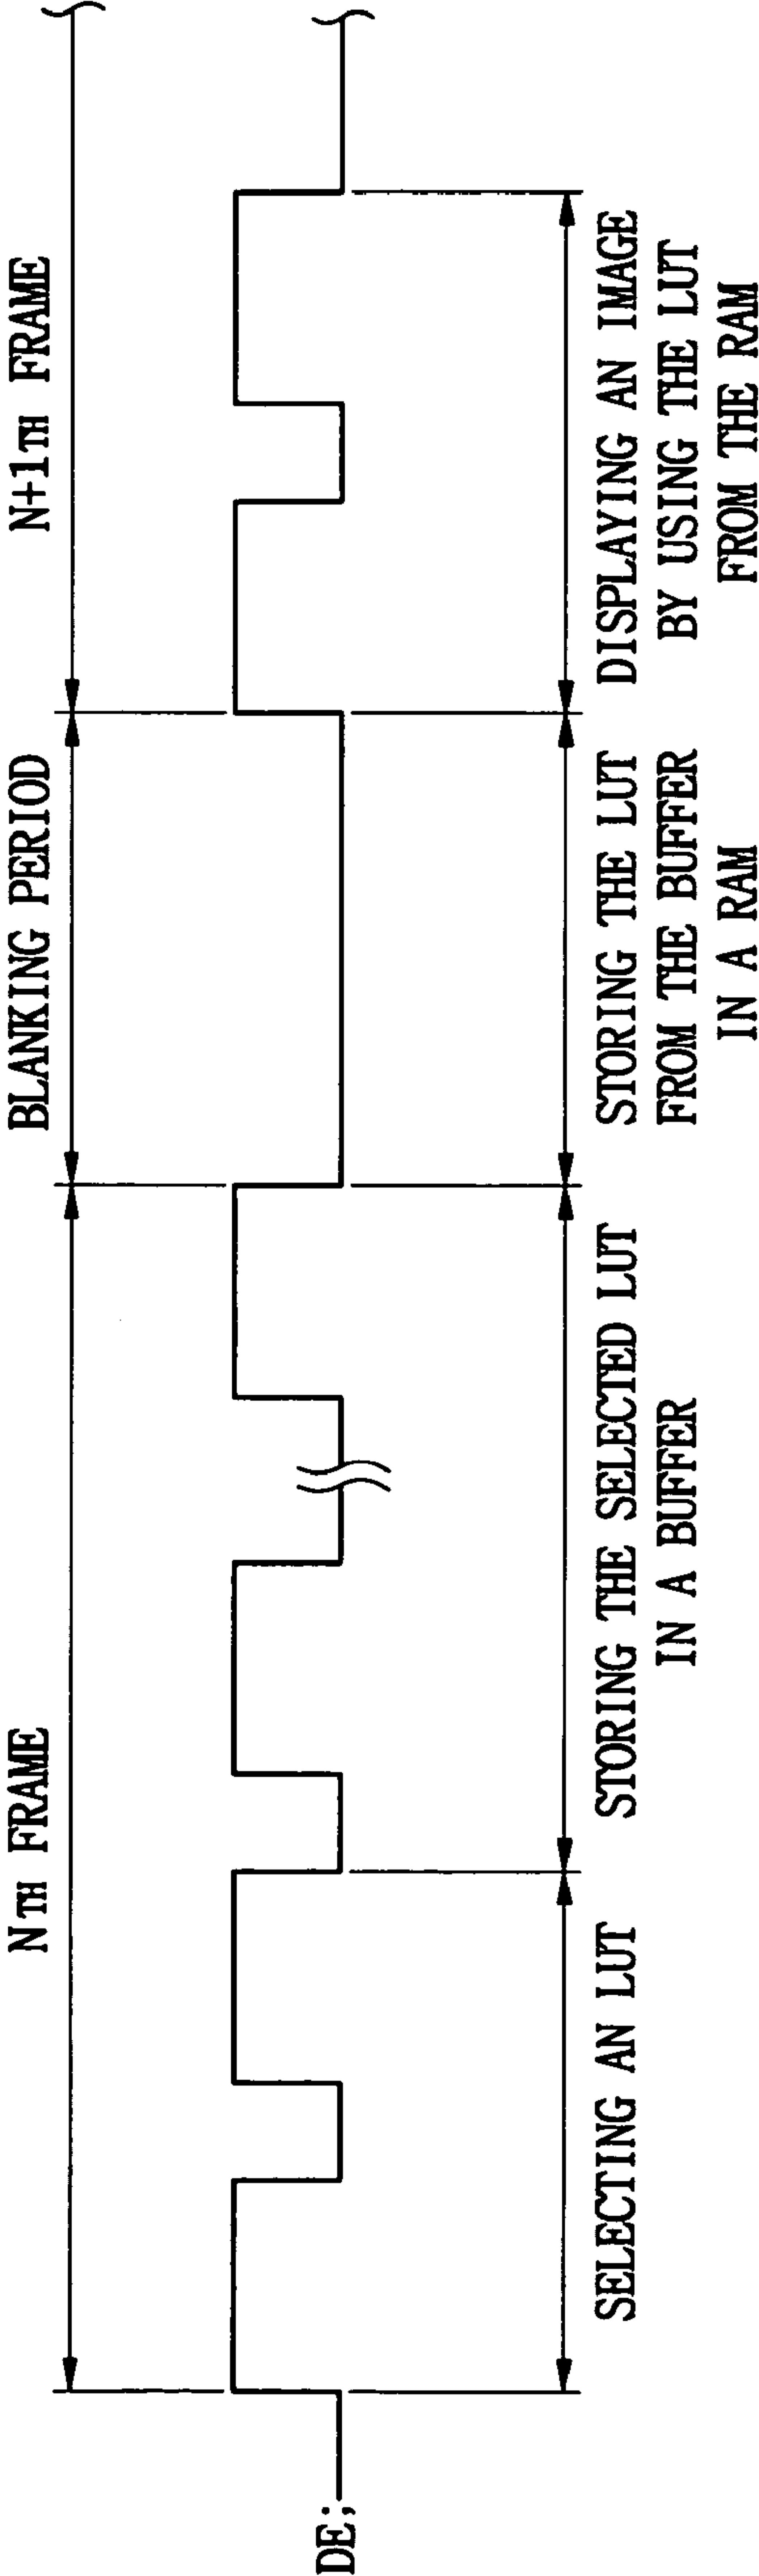 NTH FRAME
BLANKING PERIOD
N+1TH FRAME
DE;
SELECTING AN LUT
STORING THE SELECTED LUT
IN A BUFFER
STORING THE LUT
FROM THE BUFFER
IN A RAM
DISPLAYING AN IMAGE
BY USING THE LUT
FROM THE RAM